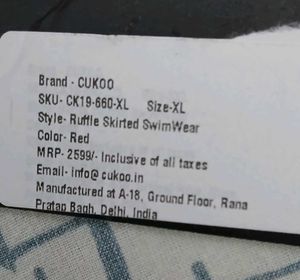 Brand - CUKOO
SKU- CK19-660-XL Size-XL
Style- Ruffle Skirted SwimWear
Color- Red
MRP- 2599/- Inclusive of all taxes
Email- info@cukoo.in
Manufactured at A-18, Ground Floor, Rana
Pratap Bagh, Delhi, India